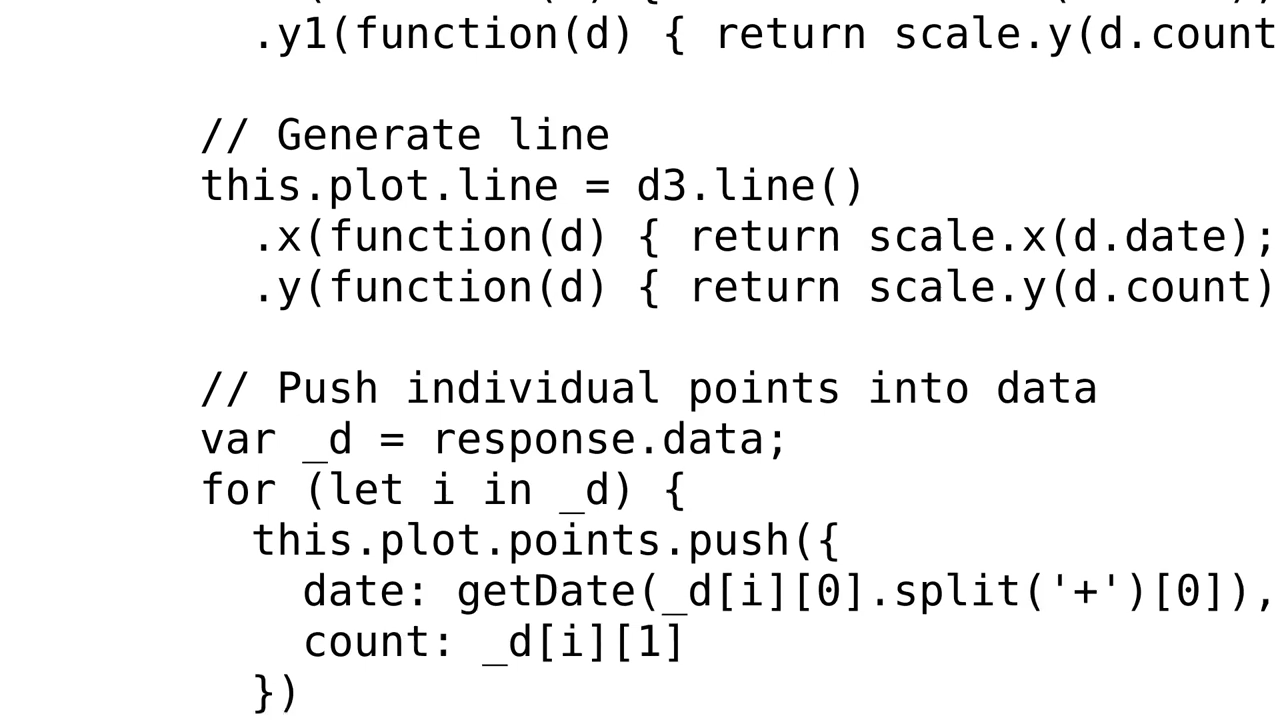 .y1(function(d) { return scale.y(d.count
// Generate line
this.plot.line = d3.line()
.x(function(d) { return scale.x(d.date);
.y(function(d) { return scale.y(d.count)
// Push individual points into data
var _d = response.data;
for (let i in _d) {
this.plot.points.push({
date: getDate(_d[i][0].split('+')[0]),
count: _d[i][1]
})